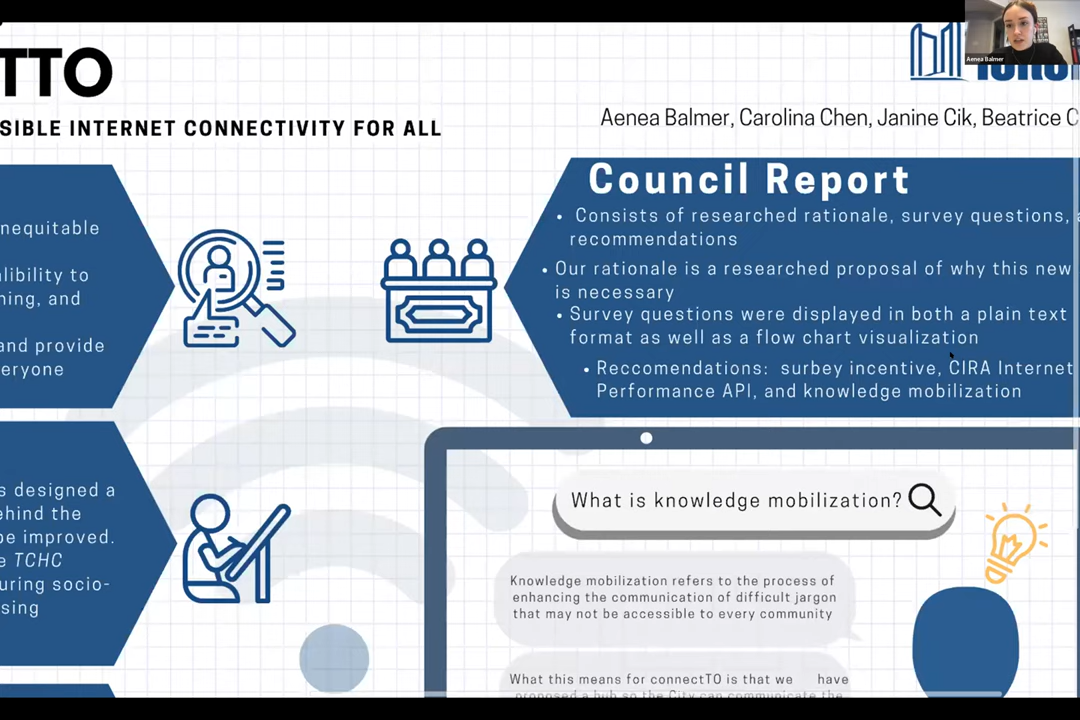 TTO
SIBLE INTERNET CONNECTIVITY FOR ALL
Aenea Balmer
Aenea Balmer, Carolina Chen, Janine Cik, Beatrice C
nequitable
alibility to
ning, and
and provide
eryone
Council Report
• Consists of researched rationale, survey questions, a
recommendations
• Our rationale is a researched proposal of why this new
is necessary
• Survey questions were displayed in both a plain text
format as well as a flow chart visualization
• Reccomendations: surbey incentive, CIRA Internet
Performance API, and knowledge mobilization
s designed a
ehind the
be improved.
e TCHC
uring socio-
sing
What is knowledge mobilization?
Knowledge mobilization refers to the process of
enhancing the communication of difficult jargon
that may not be accessible to every community
What this means for connectTO is that we have
proposed a hub so the City can communicate the